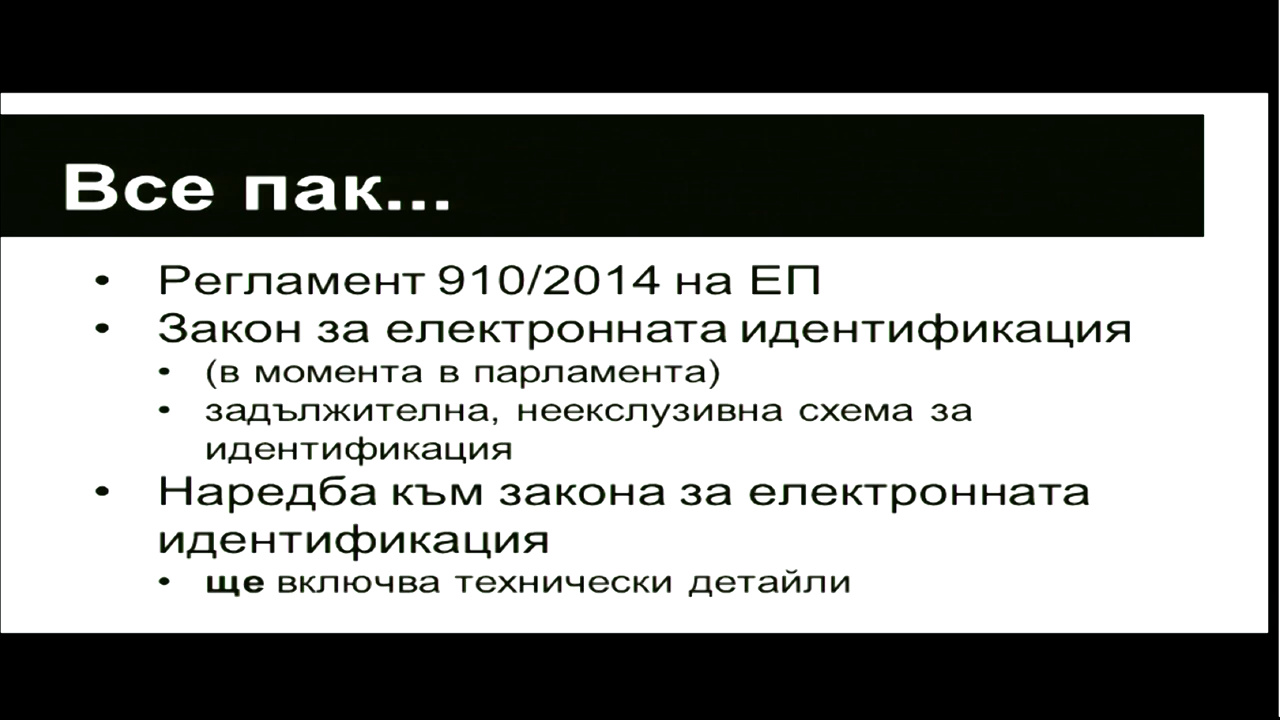 Все пак...
• Регламент 910/2014 на ЕП
• Закон за електронната идентификация
• (в момента в парламента)
• задължителна, неекслузивна схема за
идентификация
• Наредба към закона за електронната
идентификация
• ще включва технически детайли